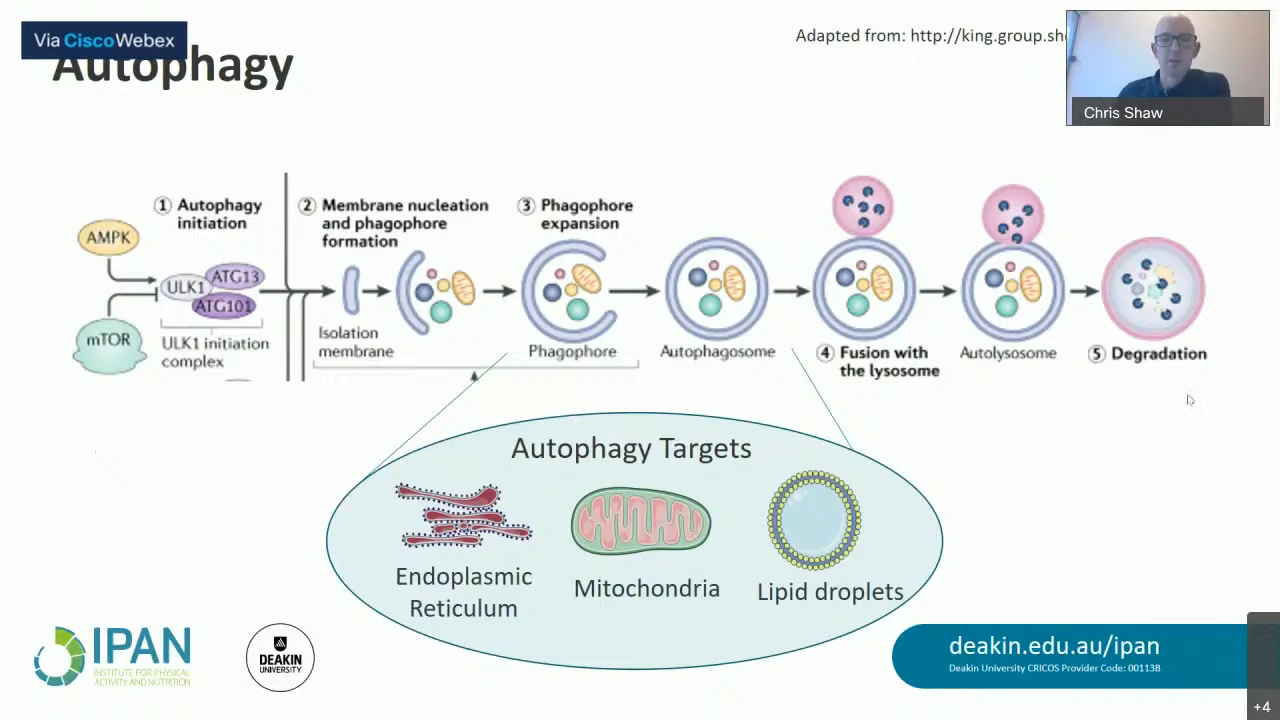 Via CiscoWebex
Adapted from: http://king.group.she
Autophagy
Chris Shaw
① Autophagy
initiation
AMPK
ULK1
ATG13
ATG101
mTOR
ULK1 initiation
complex
② Membrane nucleation
and phagophore
formation
Isolation
membrane
③ Phagophore
expansion
Phagophore
Autophagosome
④ Fusion with
the lysosome
Autolysosome
⑤ Degradation
Autophagy Targets
Endoplasmic
Reticulum
Mitochondria
Lipid droplets
IPAN
INSTITUTE FOR PHYSICAL
ACTIVITY AND NUTRITION
DEAKIN
UNIVERSITY
deakin.edu.au/ipan
Deakin University CRICOS Provider Code: 00113B
+4